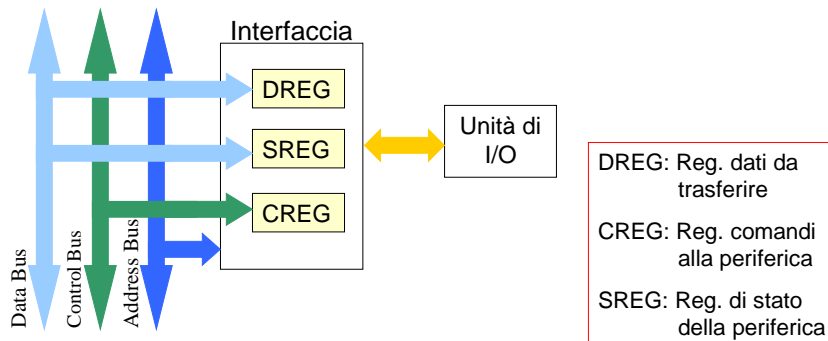 Interfaccia
DREG
SREG
CREG
Unità di
I/O
Data Bus
Control Bus
Address Bus
DREG: Reg. dati da
trasferire
CREG: Reg. comandi
alla periferica
SREG: Reg. di stato
della periferica